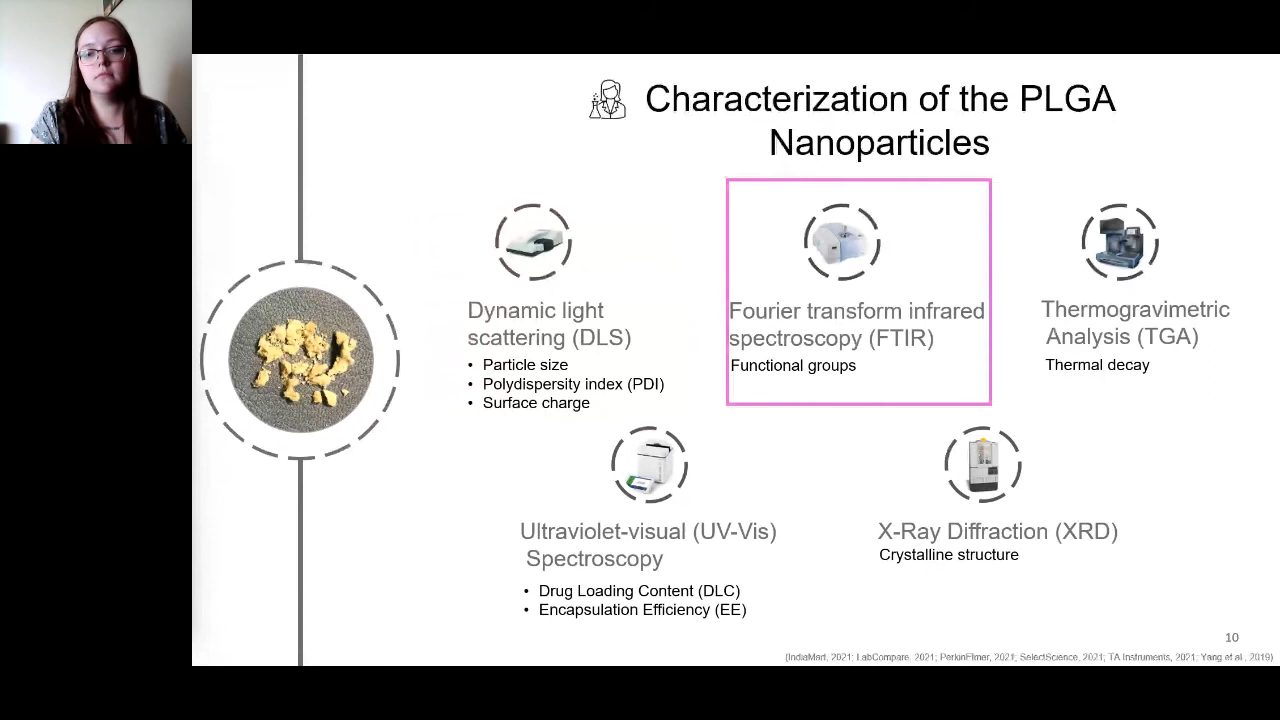 Characterization of the PLGA
Nanoparticles
Dynamic light
scattering (DLS)
• Particle size
• Polydispersity index (PDI)
• Surface charge
Fourier transform infrared
spectroscopy (FTIR)
Functional groups
Thermogravimetric
Analysis (TGA)
Thermal decay
Ultraviolet-visual (UV-Vis)
Spectroscopy
• Drug Loading Content (DLC)
• Encapsulation Efficiency (EE)
X-Ray Diffraction (XRD)
Crystalline structure
10
(IndiaMart, 2021; LabCompare, 2021; PerkinElmer, 2021; SelectScience, 2021; TA Instruments, 2021; Yang et al., 2019)